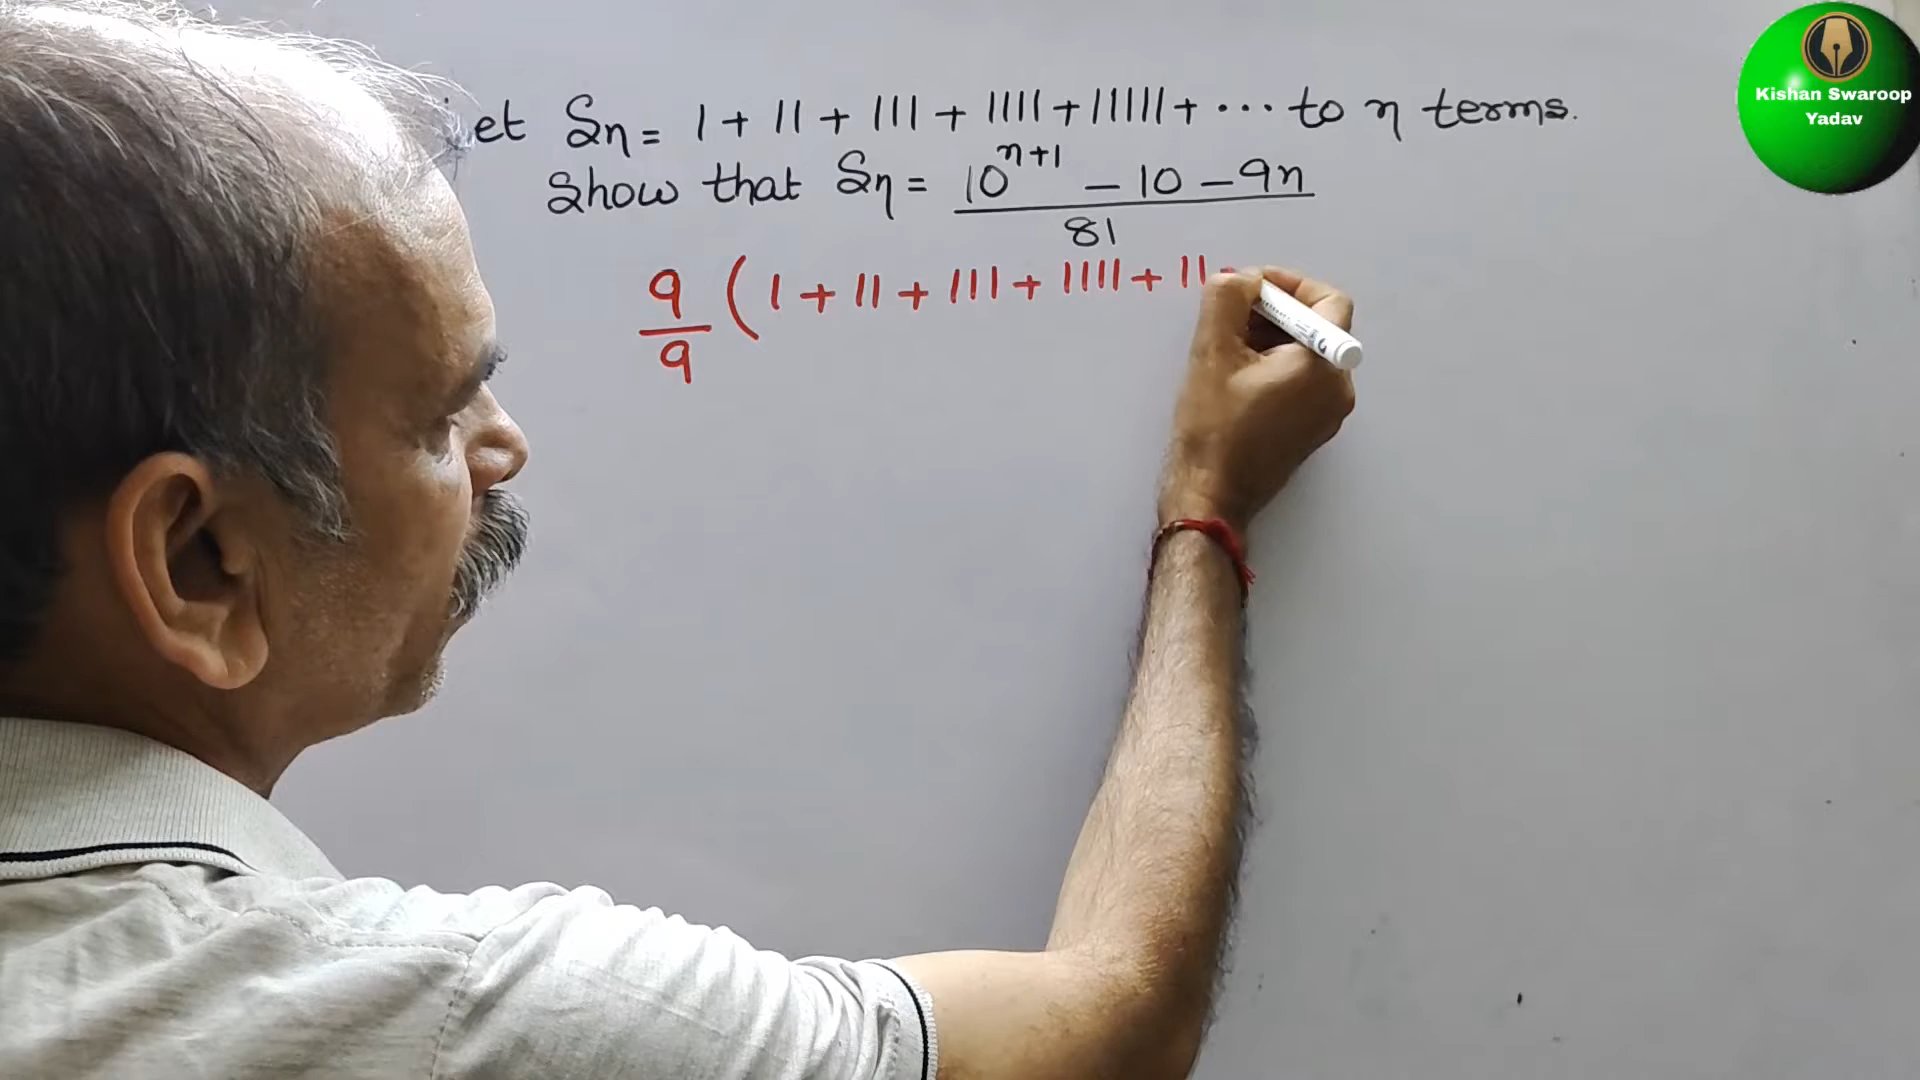 et Sn = 1 + 11 + 111 + 1111 + 11111 + ... to n terms.
Show that Sn = 10^{n+1} - 10 - 9n
81
9 ( 1 + 11 + 111 + 1111 + 11
9
Kishan Swaroop
Yadav